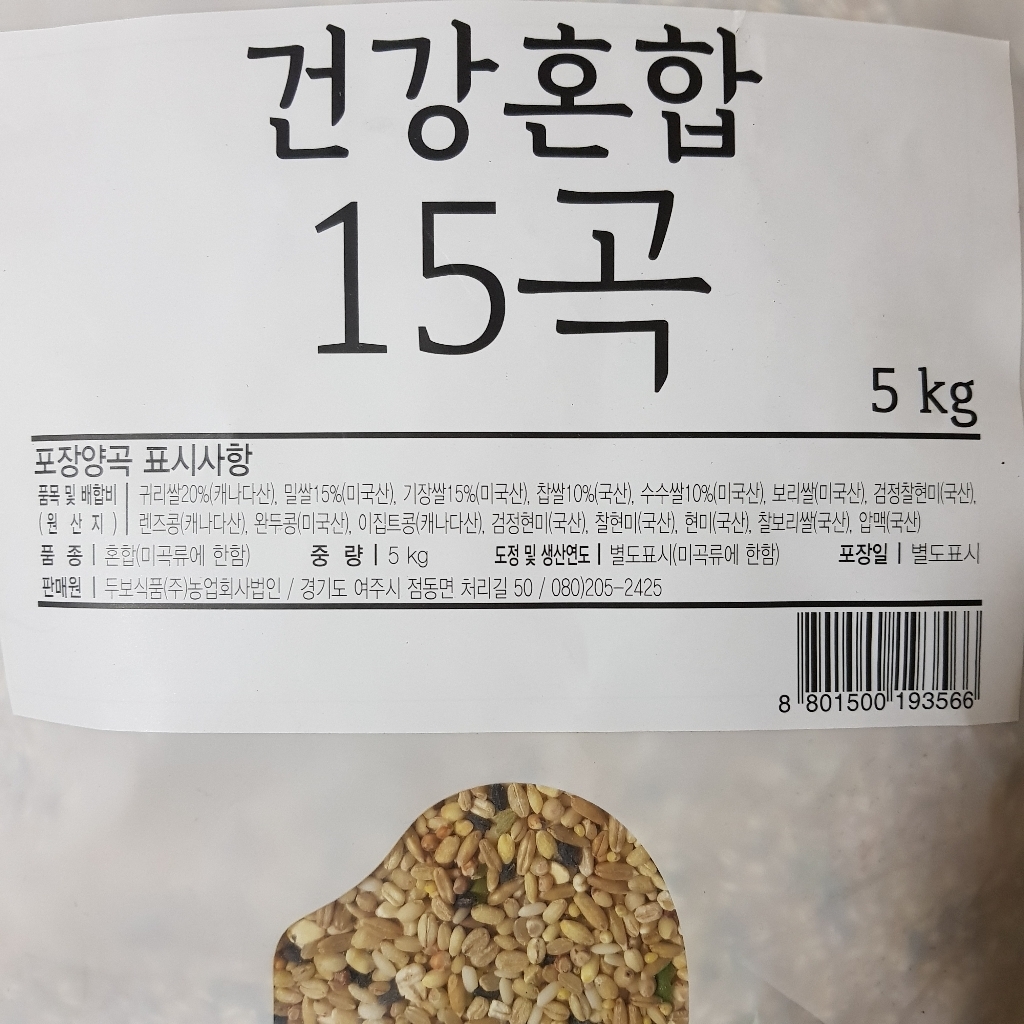 건강혼합
15곡
5 kg
포장양곡 표시사항
품목 및 배합비 | 귀리쌀20%(캐나다산), 밀쌀15%(미국산), 기장쌀15%(미국산), 찹쌀10%(국산), 수수쌀10%(미국산), 보리쌀(미국산), 검정찰현미(국산),
(원 산 지) | 렌즈콩(캐나다산), 완두콩(미국산), 이집트콩(캐나다산), 검정현미(국산), 찰현미(국산), 현미(국산), 찰보리쌀(국산), 압맥(국산)
품 종 | 혼합(미곡류에 한함) 중 량 | 5 kg 도정 및 생산연도 | 별도표시(미곡류에 한함) 포장일 | 별도표시
판매원 | 두보식품(주)농업회사법인 / 경기도 여주시 점동면 처리길 50 / 080)205-2425
8 801500 193566